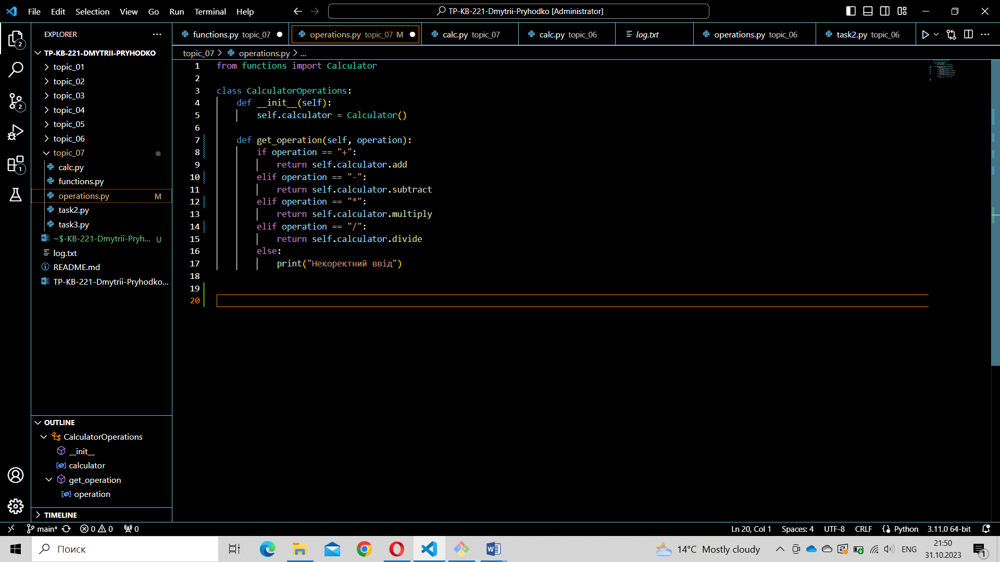 File Edit Selection View Go Run Terminal Help
TP-KB-221-Dmytrii-Pryhodko [Administrator]
EXPLORER
TP-KB-221-DMYTRII-PRYHODKO
topic_01
topic_02
topic_03
topic_04
topic_05
topic_06
topic_07
calc.py
functions.py
operations.py M
task2.py
task3.py
~$-KB-221-Dmytrii-Pryh... U
log.txt
README.md
TP-KB-221-Dmytrii-Pryhodko...
OUTLINE
CalculatorOperations
__init__
calculator
get_operation
operation
TIMELINE
2
2
1
functions.py topic_07
operations.py topic_07 M
calc.py topic_07
calc.py topic_06
log.txt
operations.py topic_06
task2.py topic_06
topic_07 > operations.py > ...
1 from functions import Calculator
2
3 class CalculatorOperations:
4 def __init__(self):
5 self.calculator = Calculator()
6
7 def get_operation(self, operation):
8 if operation == "+":
9 return self.calculator.add
10 elif operation == "-":
11 return self.calculator.subtract
12 elif operation == "*":
13 return self.calculator.multiply
14 elif operation == "/":
15 return self.calculator.divide
16 else:
17 print("Некоректний ввід")
18
19
20
main* 0 0 0
Ln 20, Col 1 Spaces: 4 UTF-8 CRLF Python 3.11.0 64-bit
Поиск
14°C Mostly cloudy
ENG
21:50
31.10.2023
1